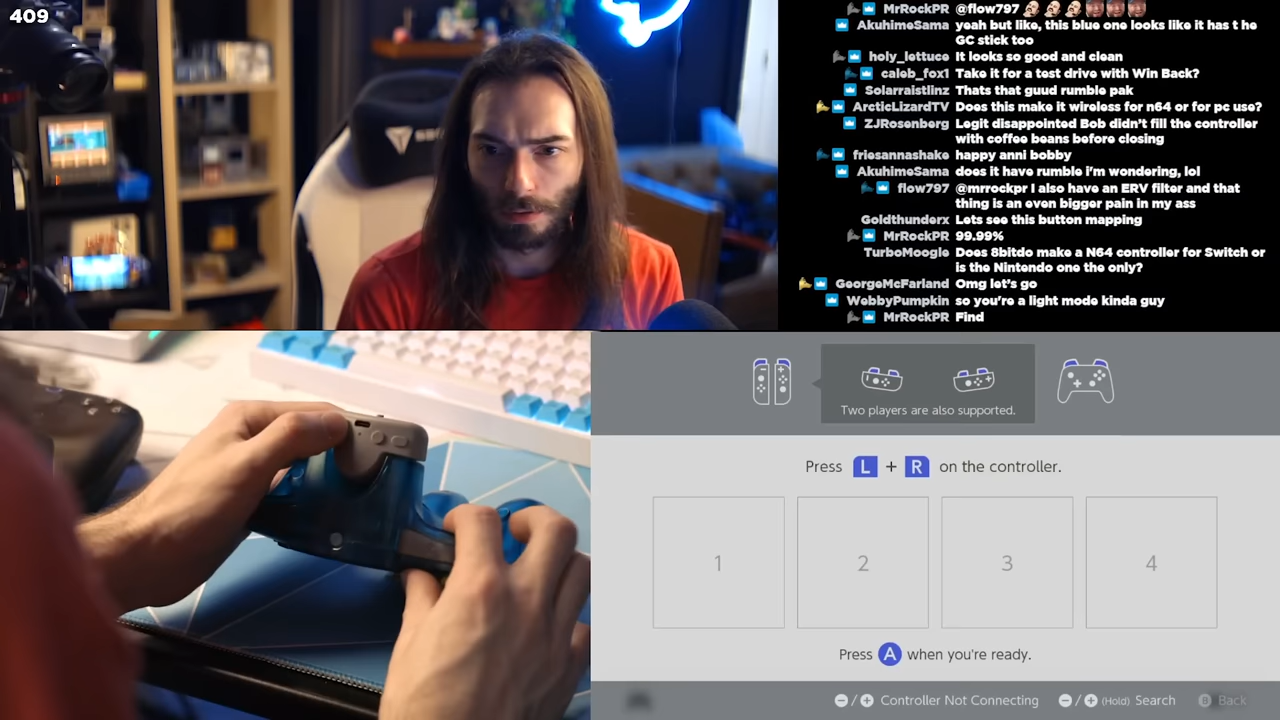 409
MrRockPR @flow797
AkuhimeSama yeah but like, this blue one looks like it has t he
GC stick too
holy_lettuce It looks so good and clean
caleb_fox1 Take it for a test drive with Win Back?
Solarraistlinz Thats that guud rumble pak
ArcticLizardTV Does this make it wireless for n64 or for pc use?
ZJRosenberg Legit disappointed Bob didn't fill the controller
with coffee beans before closing
friesannashake happy anni bobby
AkuhimeSama does it have rumble i'm wondering, lol
flow797 @mrrockpr I also have an ERV filter and that
thing is an even bigger pain in my ass
Goldthunderx Lets see this button mapping
MrRockPR 99.99%
TurboMoogle Does 8bitdo make a N64 controller for Switch or
is the Nintendo one the only?
GeorgeMcFarland Omg let's go
WebbyPumpkin so you're a light mode kinda guy
MrRockPR Find
Two players are also supported.
Press L + R on the controller.
1 2 3 4
Press A when you're ready.
−/+ Controller Not Connecting −/+ (Hold) Search B Back